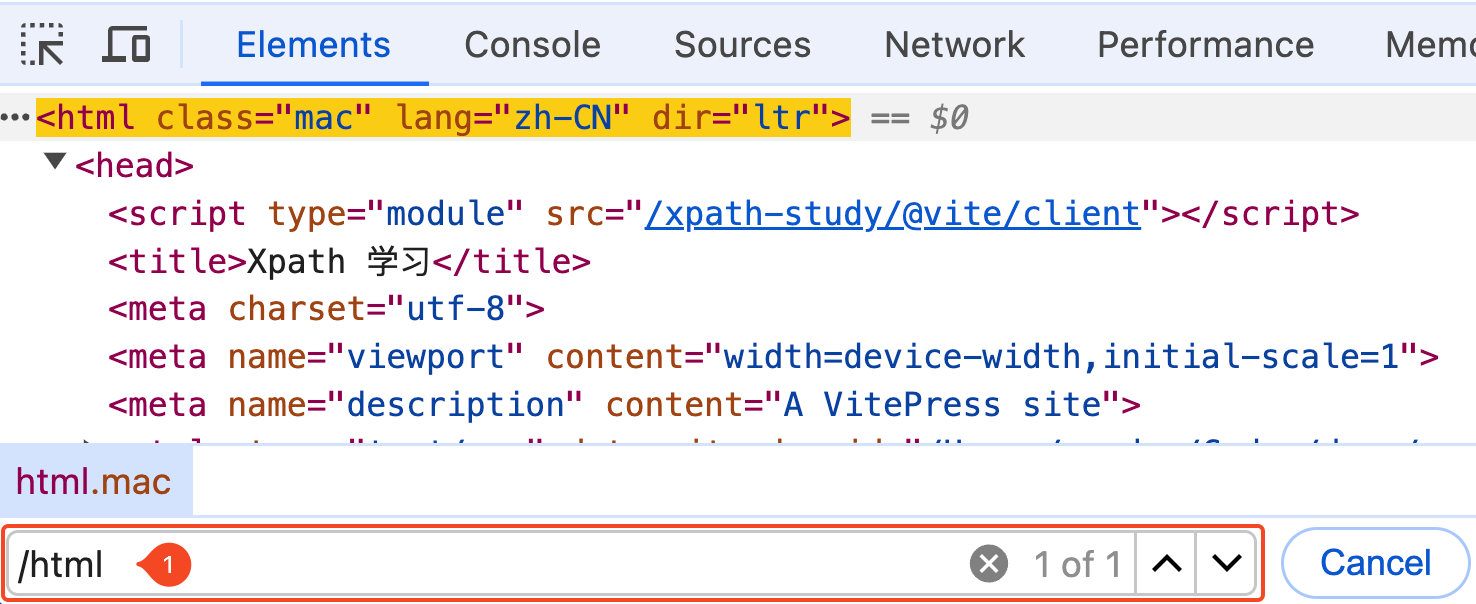 Elements Console Sources Network Performance
…<html class="mac" lang="zh-CN" dir="ltr"> == $0
<head>
<script type="module" src="/xpath-study/@vite/client"></script>
<title>Xpath 学习</title>
<meta charset="utf-8">
<meta name="viewport" content="width=device-width,initial-scale=1">
<meta name="description" content="A VitePress site">
html.mac
/html 1 1 of 1 Cancel